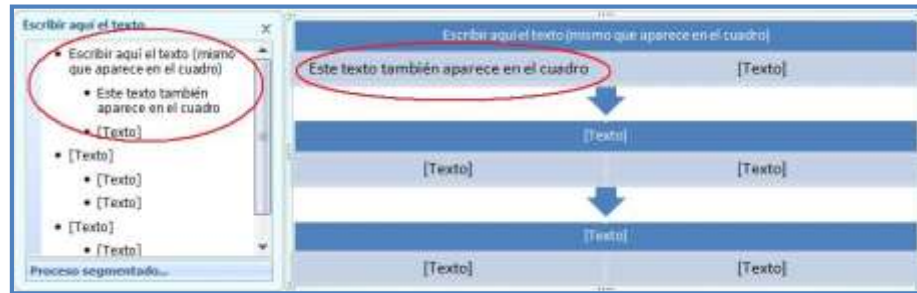 Escribir aquí el texto
x
• Escribir aquí el texto (mismo
que aparece en el cuadro)
• Este texto también
aparece en el cuadro
• [Texto]
• [Texto]
• [Texto]
• [Texto]
• [Texto]
• [Texto]
Proceso segmentado...
Escribir aquí el texto (mismo que aparece en el cuadro)
Este texto también aparece en el cuadro
[Texto]
[Texto]
[Texto]
[Texto]
[Texto]
[Texto]
[Texto]